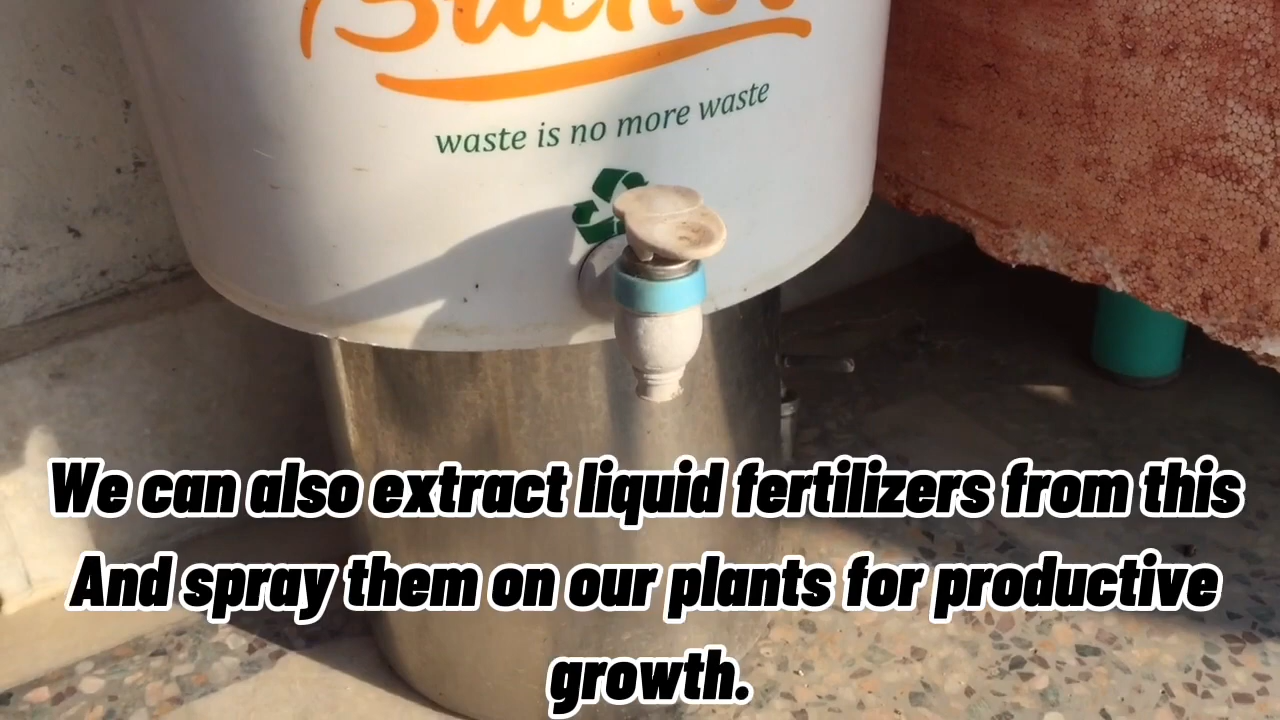 waste is no more waste
We can also extract liquid fertilizers from this
And spray them on our plants for productive
growth.